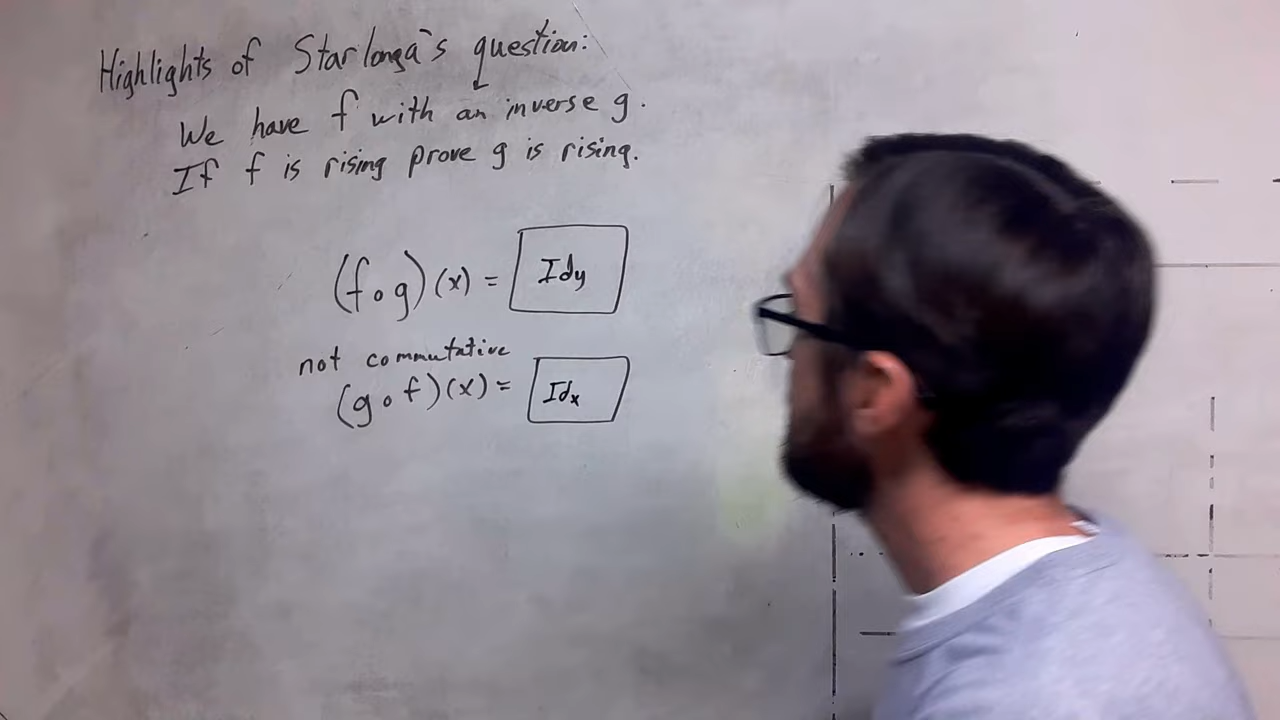 Highlights of Starlonga's question:
We have f with an inverse g.
If f is rising prove g is rising.
(f∘g)(x) = Idy
not commutative
(g∘f)(x) = Idx